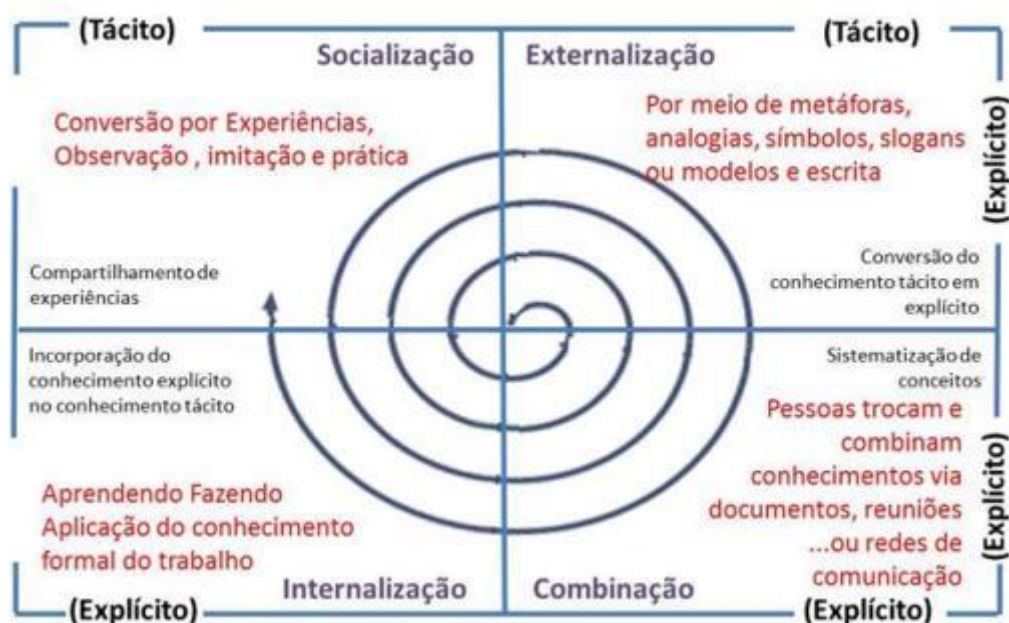 (Tácito)
(Tácito)
Socialização
Externalização
Conversão por Experiências,
Observação , imitação e prática
Por meio de metáforas,
analogias, símbolos, slogans
ou modelos e escrita
(Explícito)
Compartilhamento de
experiências
Conversão do
conhecimento tácito em
explícito
Incorporação do
conhecimento explícito
no conhecimento tácito
Sistematização de
conceitos
Pessoas trocam e
combinam
conhecimentos via
documentos, reuniões
...ou redes de
comunicação
(Explícito)
Aprendendo Fazendo
Aplicação do conhecimento
formal do trabalho
Internalização
Combinação
(Explícito)
(Explícito)